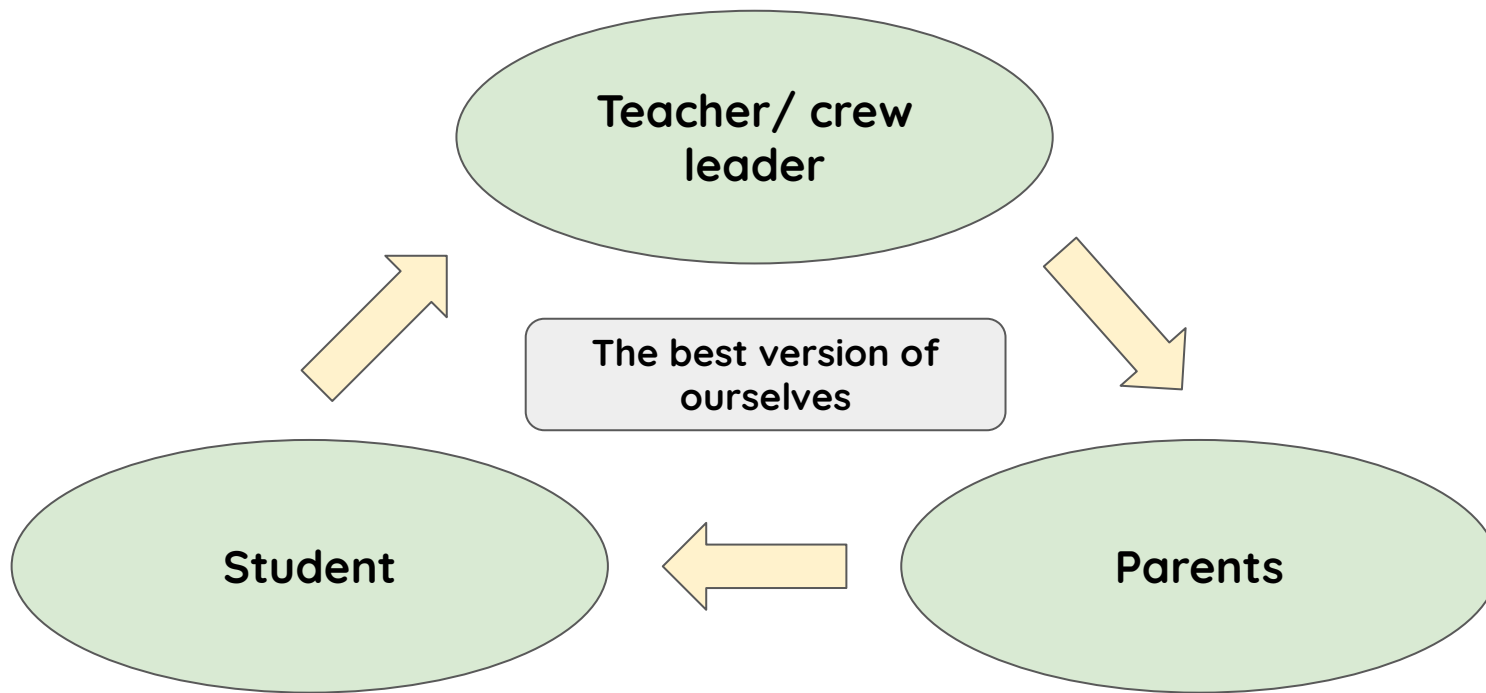 Teacher/ crew
leader
The best version of
ourselves
Student
Parents